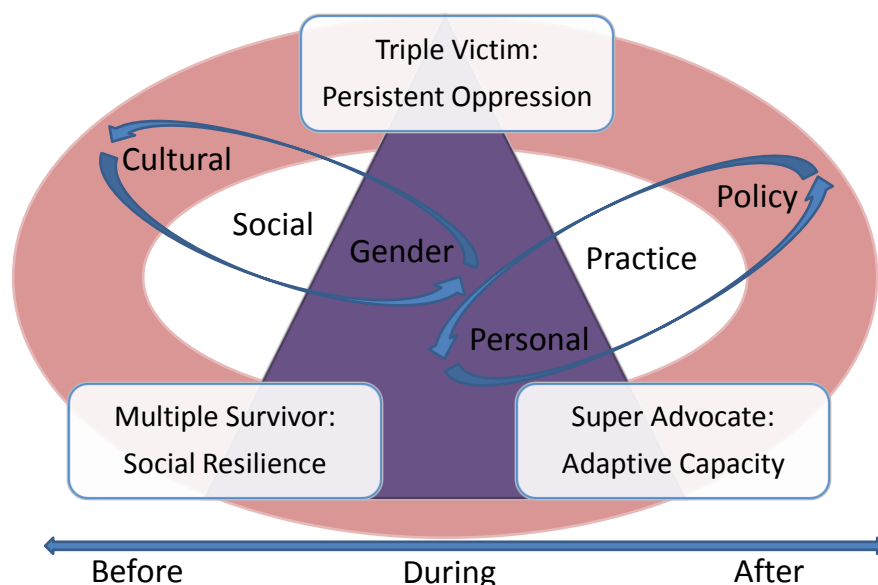 Triple Victim:
Persistent Oppression
Cultural
Policy
Social
Gender
Practice
Personal
Multiple Survivor:
Social Resilience
Super Advocate:
Adaptive Capacity
Before
During
After